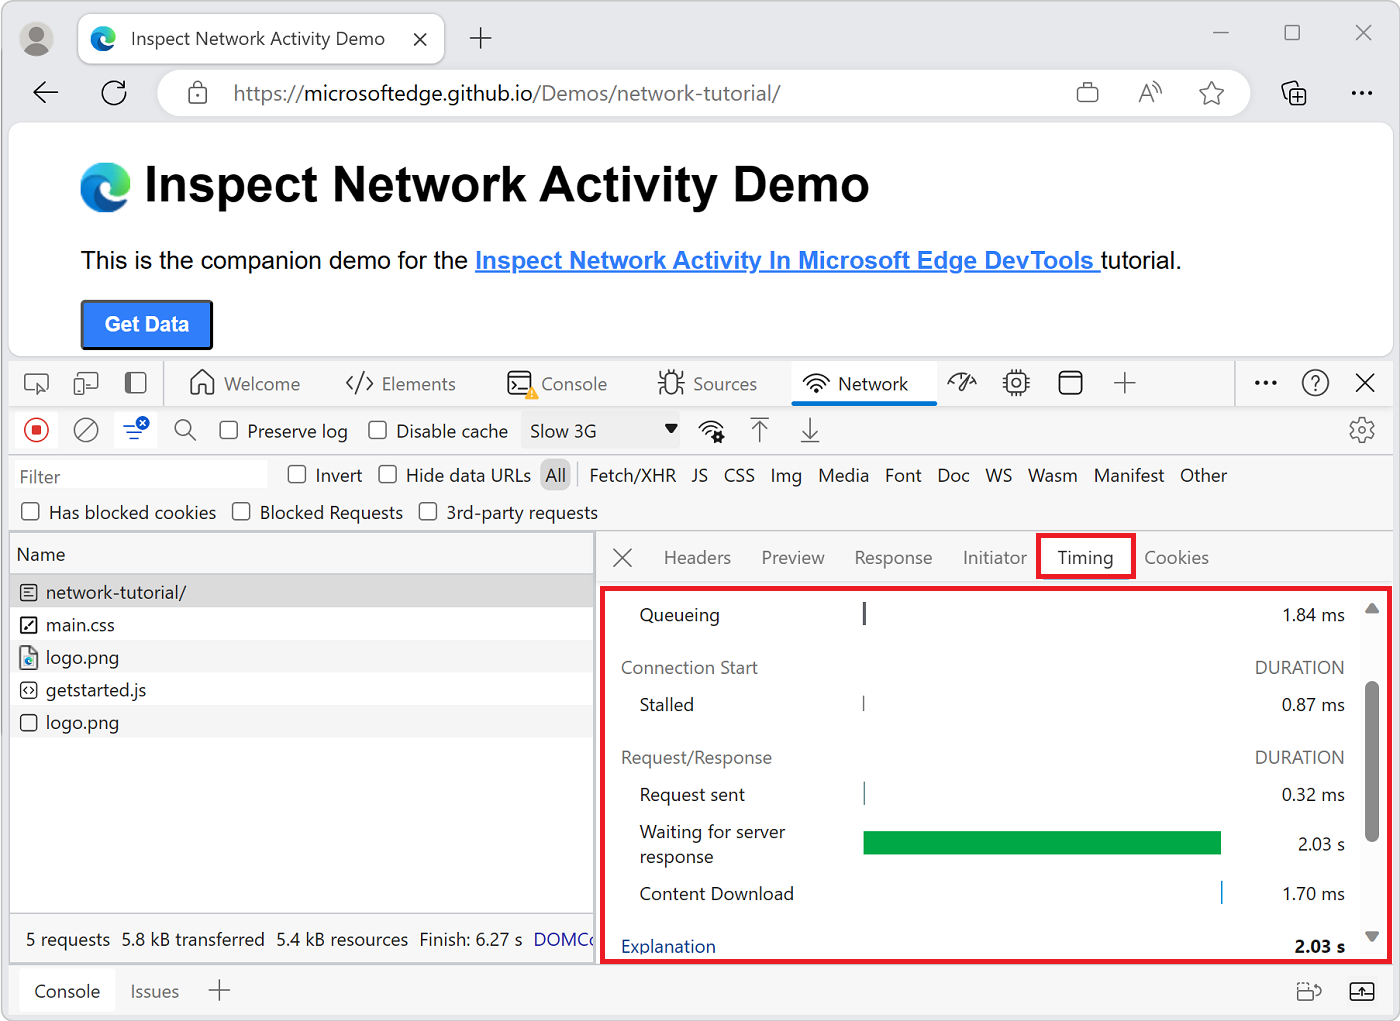 Inspect Network Activity Demo
https://microsoftedge.github.io/Demos/network-tutorial/
Inspect Network Activity Demo
This is the companion demo for the Inspect Network Activity In Microsoft Edge DevTools tutorial.
Get Data
Welcome Elements Console Sources Network
Preserve log Disable cache Slow 3G
Filter Invert Hide data URLs All Fetch/XHR JS CSS Img Media Font Doc WS Wasm Manifest Other
Has blocked cookies Blocked Requests 3rd-party requests
Name
network-tutorial/
main.css
logo.png
getstarted.js
logo.png
5 requests 5.8 kB transferred 5.4 kB resources Finish: 6.27 s
Headers Preview Response Initiator Timing Cookies
Queueing 1.84 ms
Connection Start DURATION
Stalled 0.87 ms
Request/Response DURATION
Request sent 0.32 ms
Waiting for server
response 2.03 s
Content Download 1.70 ms
Explanation 2.03 s
Console Issues